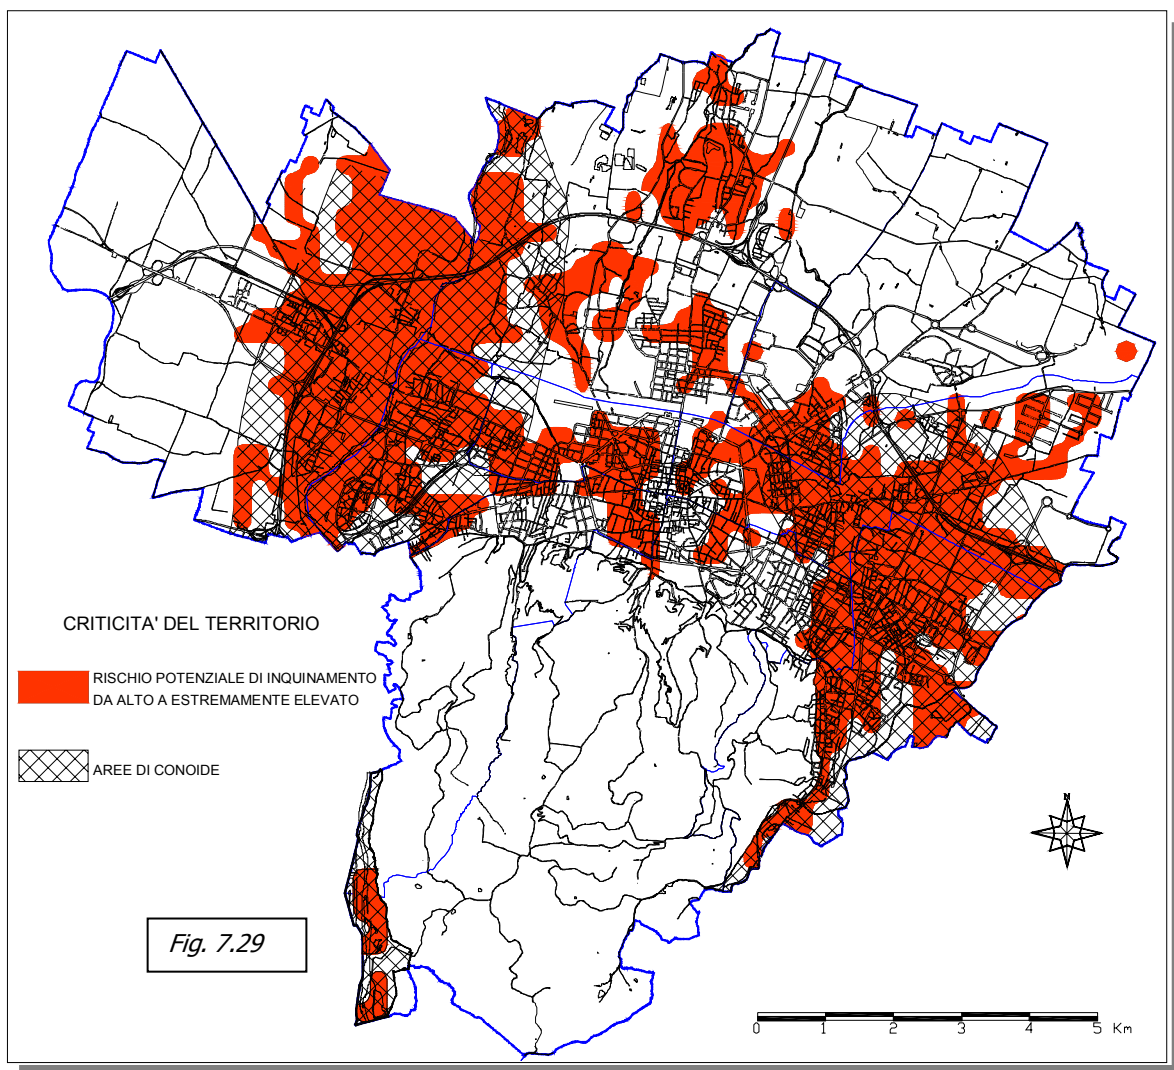 CRITICITA' DEL TERRITORIO
RISCHIO POTENZIALE DI INQUINAMENTO
DA ALTO A ESTREMAMENTE ELEVATO
AREE DI CONOIDE
N
Fig. 7.29
0 1 2 3 4 5 Km